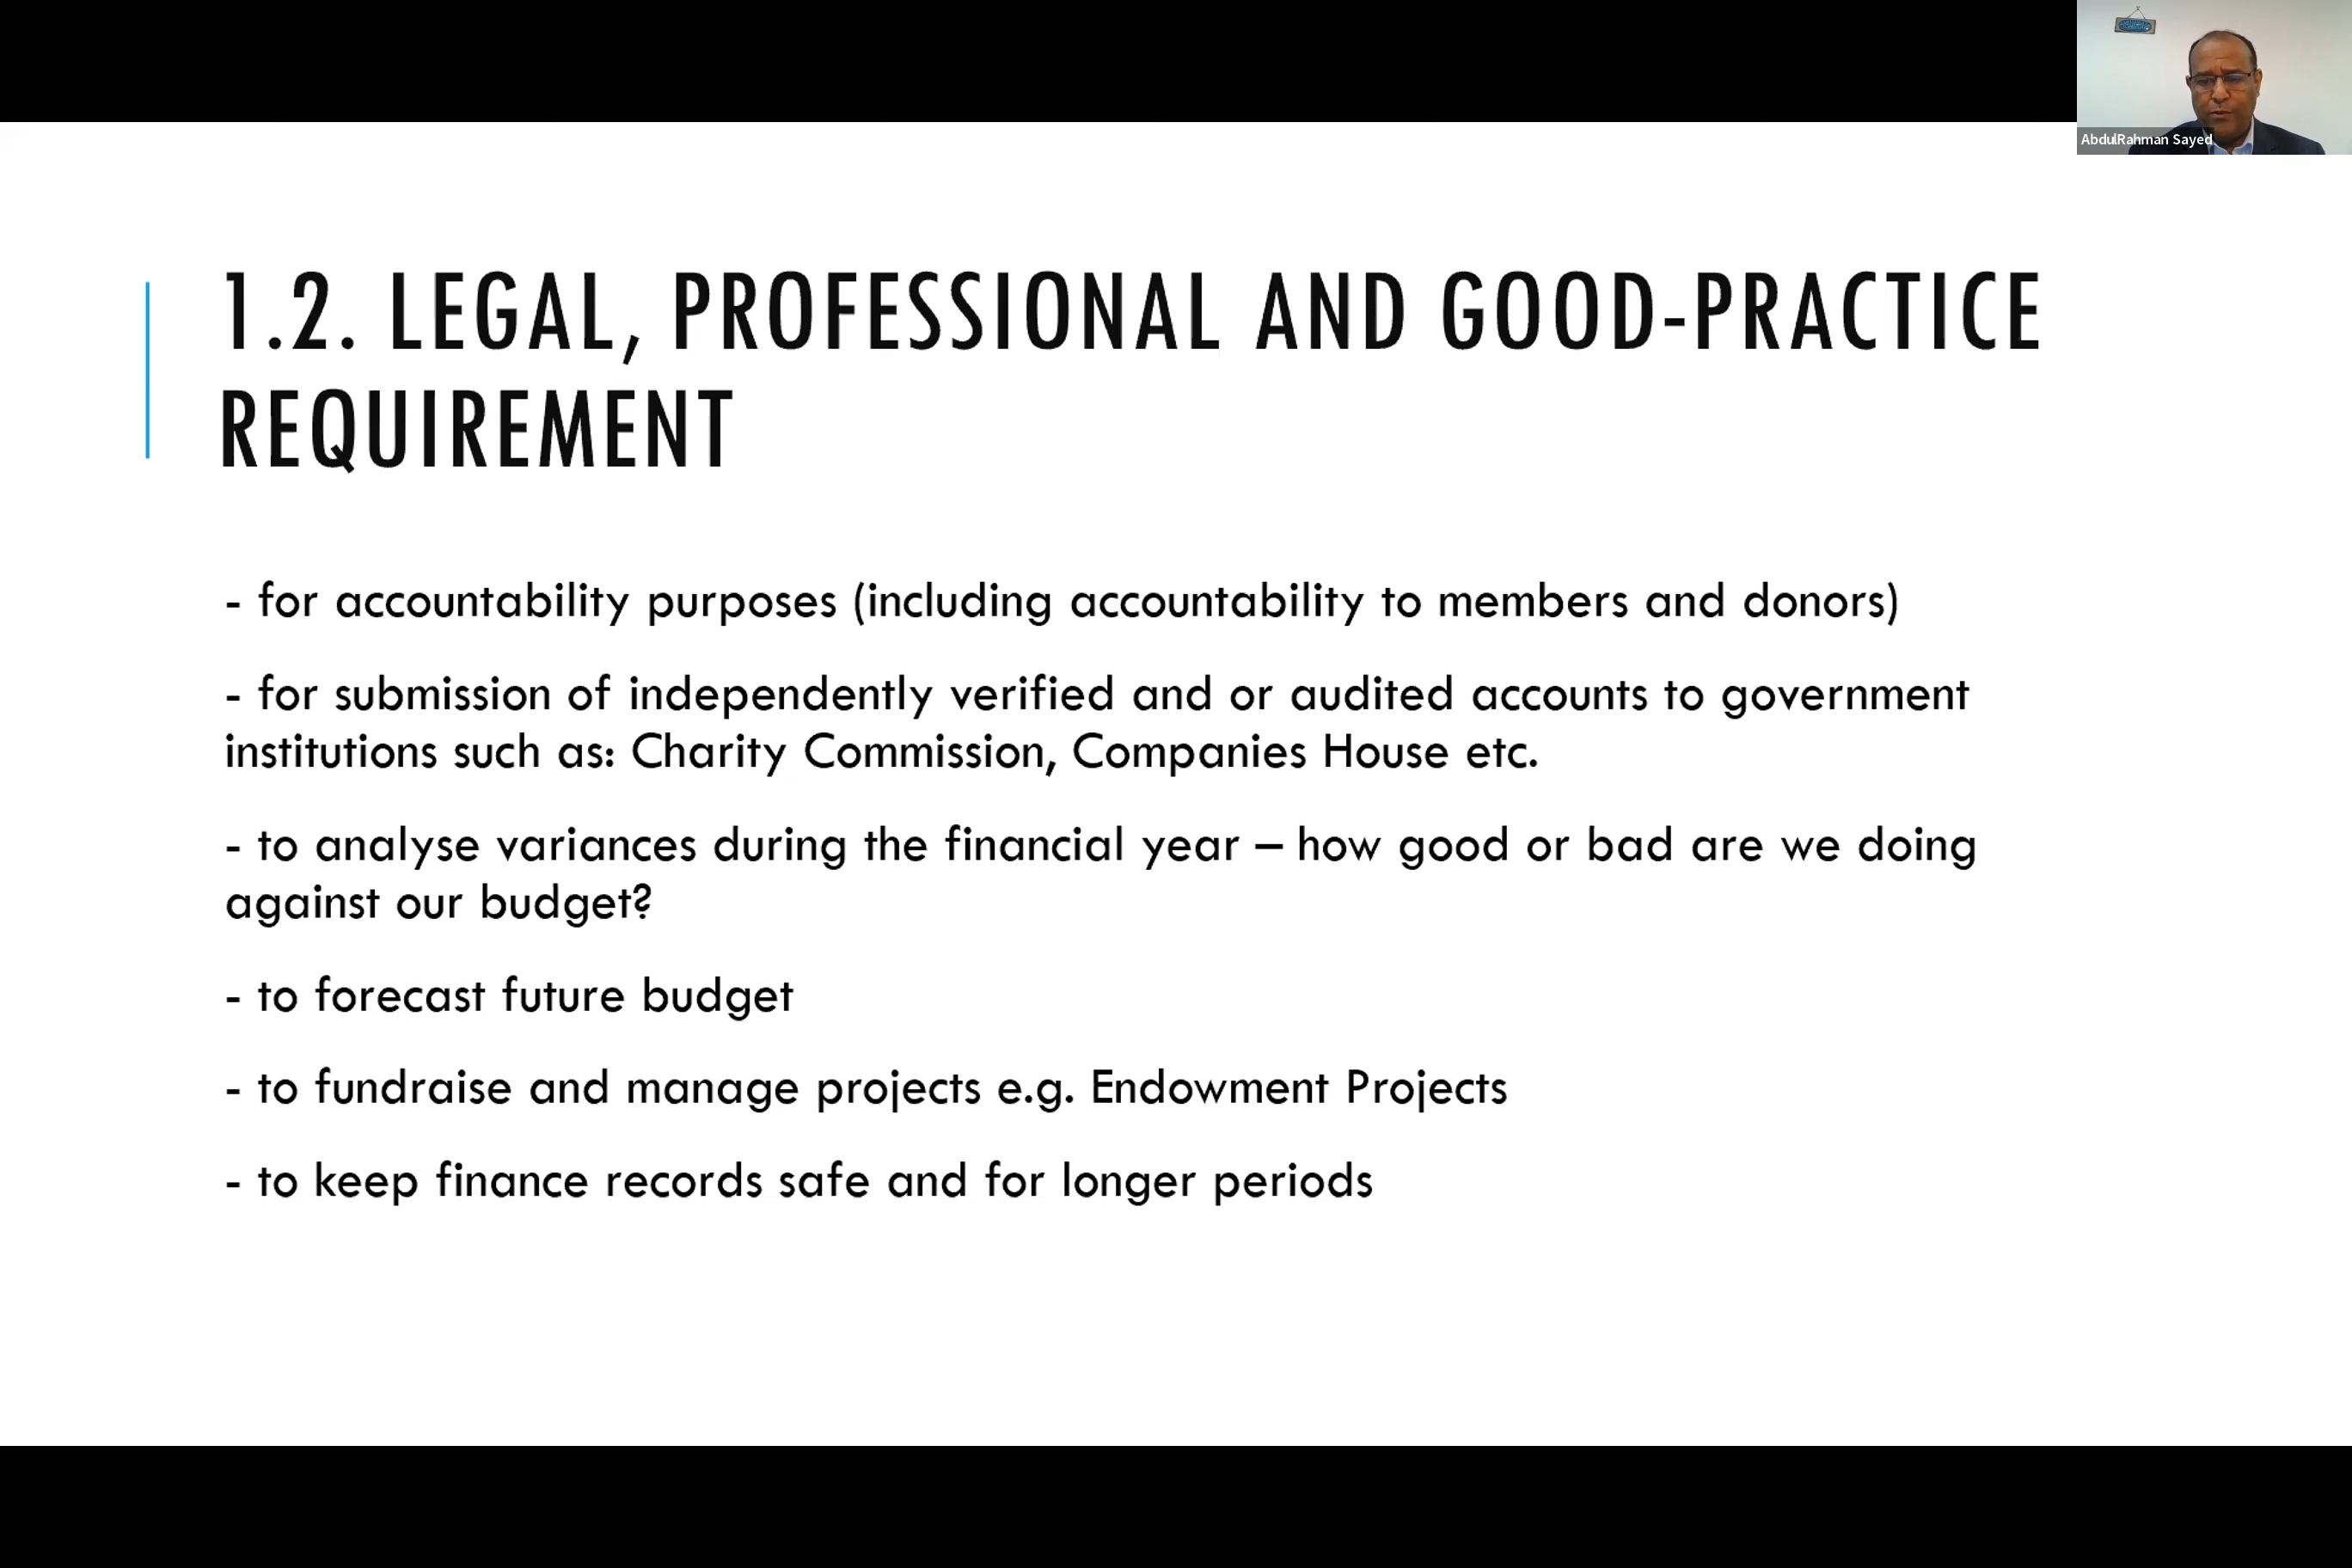 AbdulRahman Sayed
1.2. LEGAL, PROFESSIONAL AND GOOD-PRACTICE
REQUIREMENT
- for accountability purposes (including accountability to members and donors)
- for submission of independently verified and or audited accounts to government
institutions such as: Charity Commission, Companies House etc.
- to analyse variances during the financial year – how good or bad are we doing
against our budget?
- to forecast future budget
- to fundraise and manage projects e.g. Endowment Projects
- to keep finance records safe and for longer periods